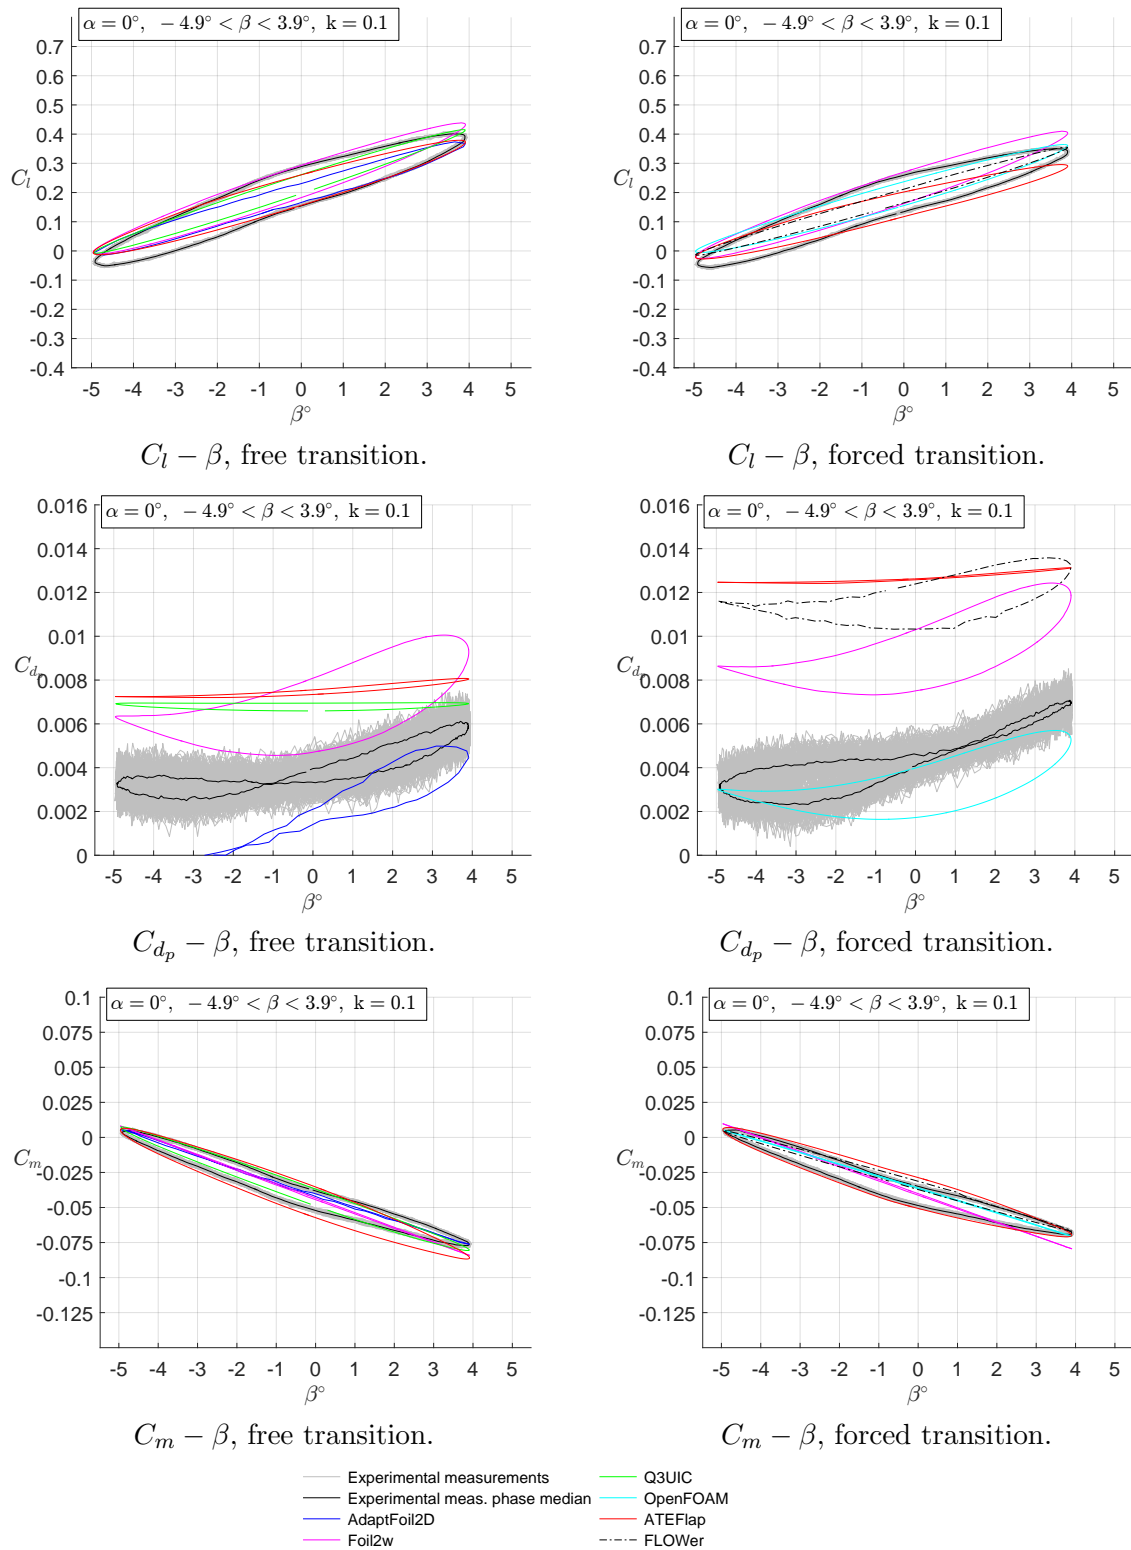 α = 0°, − 4.9° < β < 3.9°, k = 0.1
0.7
0.6
0.5
0.4
0.3
0.2
0.1
0
-0.1
-0.2
-0.3
-0.4
C_l
-5 -4 -3 -2 -1 0 1 2 3 4 5
β°
C_l − β, free transition.
α = 0°, − 4.9° < β < 3.9°, k = 0.1
0.7
0.6
0.5
0.4
0.3
0.2
0.1
0
-0.1
-0.2
-0.3
-0.4
C_l
-5 -4 -3 -2 -1 0 1 2 3 4 5
β°
C_l − β, forced transition.
α = 0°, − 4.9° < β < 3.9°, k = 0.1
0.016
0.014
0.012
0.01
0.008
0.006
0.004
0.002
0
C_{d_p}
-5 -4 -3 -2 -1 0 1 2 3 4 5
β°
C_{d_p} − β, free transition.
α = 0°, − 4.9° < β < 3.9°, k = 0.1
0.016
0.014
0.012
0.01
0.008
0.006
0.004
0.002
0
C_{d_p}
-5 -4 -3 -2 -1 0 1 2 3 4 5
β°
C_{d_p} − β, forced transition.
α = 0°, − 4.9° < β < 3.9°, k = 0.1
0.1
0.075
0.05
0.025
0
-0.025
-0.05
-0.075
-0.1
-0.125
C_m
-5 -4 -3 -2 -1 0 1 2 3 4 5
β°
C_m − β, free transition.
α = 0°, − 4.9° < β < 3.9°, k = 0.1
0.1
0.075
0.05
0.025
0
-0.025
-0.05
-0.075
-0.1
-0.125
C_m
-5 -4 -3 -2 -1 0 1 2 3 4 5
β°
C_m − β, forced transition.
Experimental measurements
Experimental meas. phase median
AdaptFoil2D
Foil2w
Q3UIC
OpenFOAM
ATEFlap
FLOWer